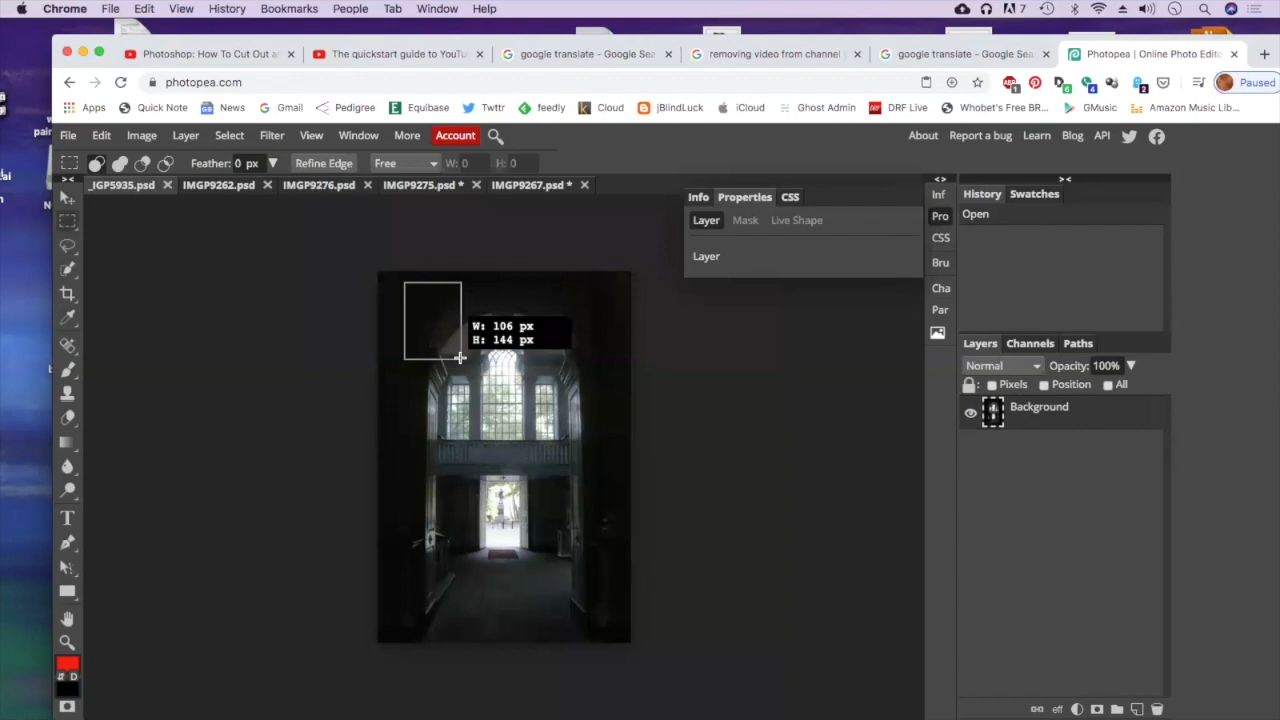 Chrome File Edit View History Bookmarks People Tab Window Help 7
Photoshop: How To Cut Out an The quickstart guide to YouTu google translate - Google Sea removing video from channel google translate - Google Sea Photopea | Online Photo Edito
photopea.com Paused
Apps Quick Note News Gmail Pedigree Equibase Twttr feedly Cloud jBlindLuck iCloud Ghost Admin DRF Live Whobet's Free BR... GMusic Amazon Music Lib...
File Edit Image Layer Select Filter View Window More Account About Report a bug Learn Blog API
Feather: 0 px Refine Edge Free W: 0 H: 0
_IGP5935.psd IMGP9262.psd IMGP9276.psd IMGP9275.psd * IMGP9267.psd *
Info Properties CSS
Layer Mask Live Shape
Layer
Inf
Pro
CSS
Bru
Cha
Par
History Swatches
Open
W: 106 px
H: 144 px
Layers Channels Paths
Normal Opacity: 100%
Pixels Position All
Background
T
D
eff